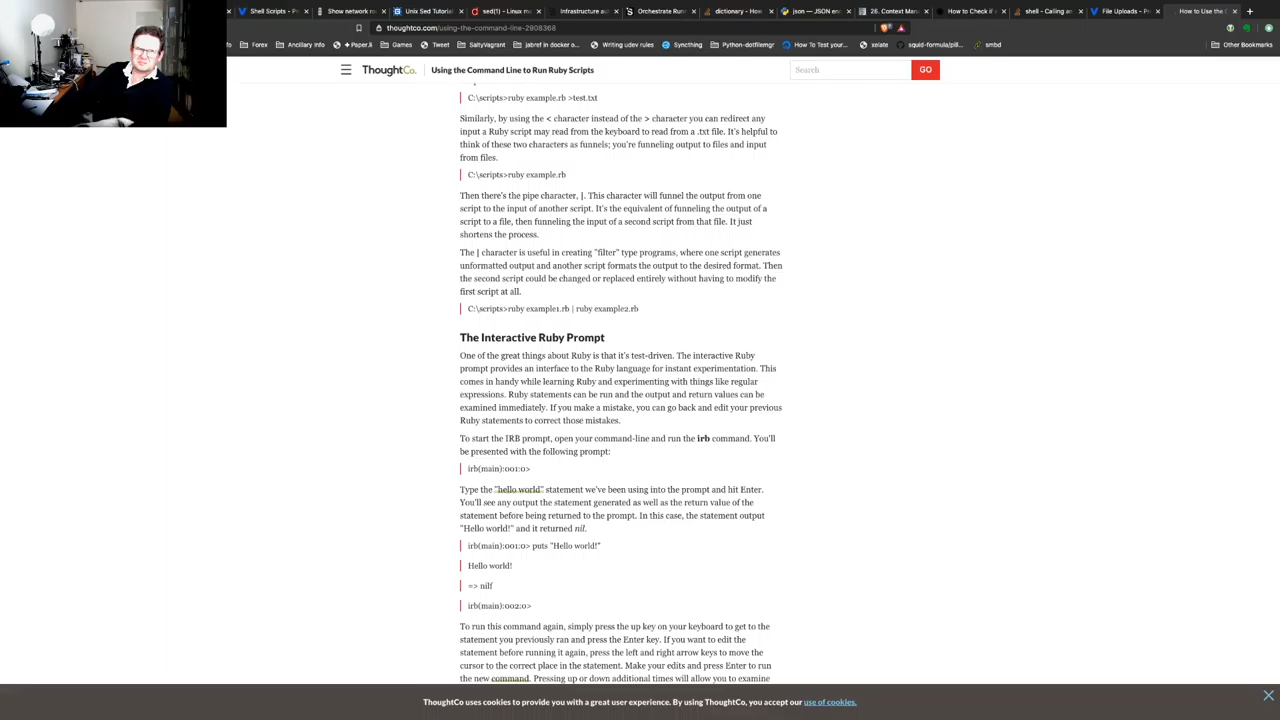 Shell Scripts - Pe
Show network ro
Unix Sed Tutorial
sed(1) - Linux m
Infrastructure au
Orchestrate Run
dictionary - How
json — JSON en
26. Context Mana
How to Check if
shell - Calling an
File Uploads - P
How to Use the C
thoughtco.com/using-the-command-line-2908368
Forex
Ancillary Info
+ Paper.li
Games
Tweet
SaltyVagrant
jabref in docker o...
Writing udev rules
Syncthing
Python-dotfilemgr
How To Test your...
xelate
squid-formula/pill...
smbd
Other Bookmarks
ThoughtCo.
Using the Command Line to Run Ruby Scripts
Search
GO
C:\scripts>ruby example.rb >test.txt
Similarly, by using the < character instead of the > character you can redirect any
input a Ruby script may read from the keyboard to read from a .txt file. It's helpful to
think of these two characters as funnels; you're funneling output to files and input
from files.
C:\scripts>ruby example.rb
Then there's the pipe character, |. This character will funnel the output from one
script to the input of another script. It's the equivalent of funneling the output of a
script to a file, then funneling the input of a second script from that file. It just
shortens the process.
The | character is useful in creating "filter" type programs, where one script generates
unformatted output and another script formats the output to the desired format. Then
the second script could be changed or replaced entirely without having to modify the
first script at all.
C:\scripts>ruby example1.rb | ruby example2.rb
The Interactive Ruby Prompt
One of the great things about Ruby is that it's test-driven. The interactive Ruby
prompt provides an interface to the Ruby language for instant experimentation. This
comes in handy while learning Ruby and experimenting with things like regular
expressions. Ruby statements can be run and the output and return values can be
examined immediately. If you make a mistake, you can go back and edit your previous
Ruby statements to correct those mistakes.
To start the IRB prompt, open your command-line and run the irb command. You'll
be presented with the following prompt:
irb(main):001:0>
Type the "hello world" statement we've been using into the prompt and hit Enter.
You'll see any output the statement generated as well as the return value of the
statement before being returned to the prompt. In this case, the statement output
"Hello world!" and it returned nil.
irb(main):001:0> puts "Hello world!"
Hello world!
=> nilf
irb(main):002:0>
To run this command again, simply press the up key on your keyboard to get to the
statement you previously ran and press the Enter key. If you want to edit the
statement before running it again, press the left and right arrow keys to move the
cursor to the correct place in the statement. Make your edits and press Enter to run
the new command. Pressing up or down additional times will allow you to examine
ThoughtCo uses cookies to provide you with a great user experience. By using ThoughtCo, you accept our use of cookies.